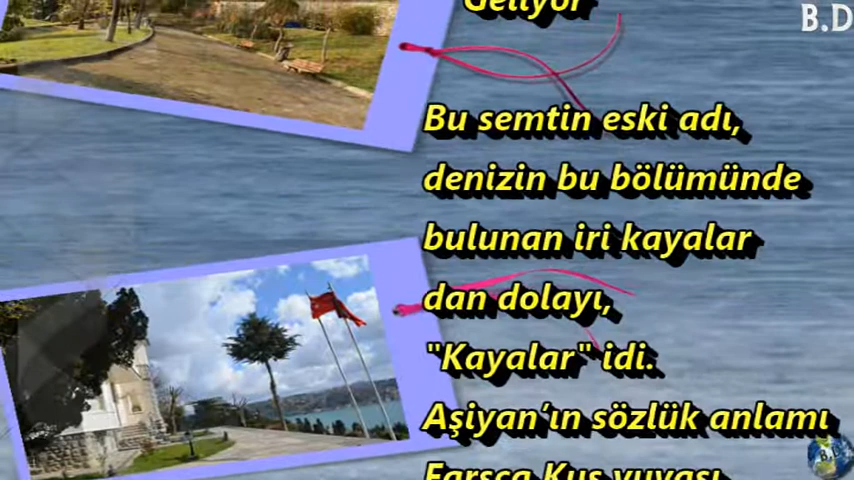 Geliyor
B.D
Bu semtin eski adı,
denizin bu bölümünde
bulunan iri kayalar
dan dolayı,
"Kayalar" idi.
Aşiyan'ın sözlük anlamı
Farsça Kuş yuvası
B.D